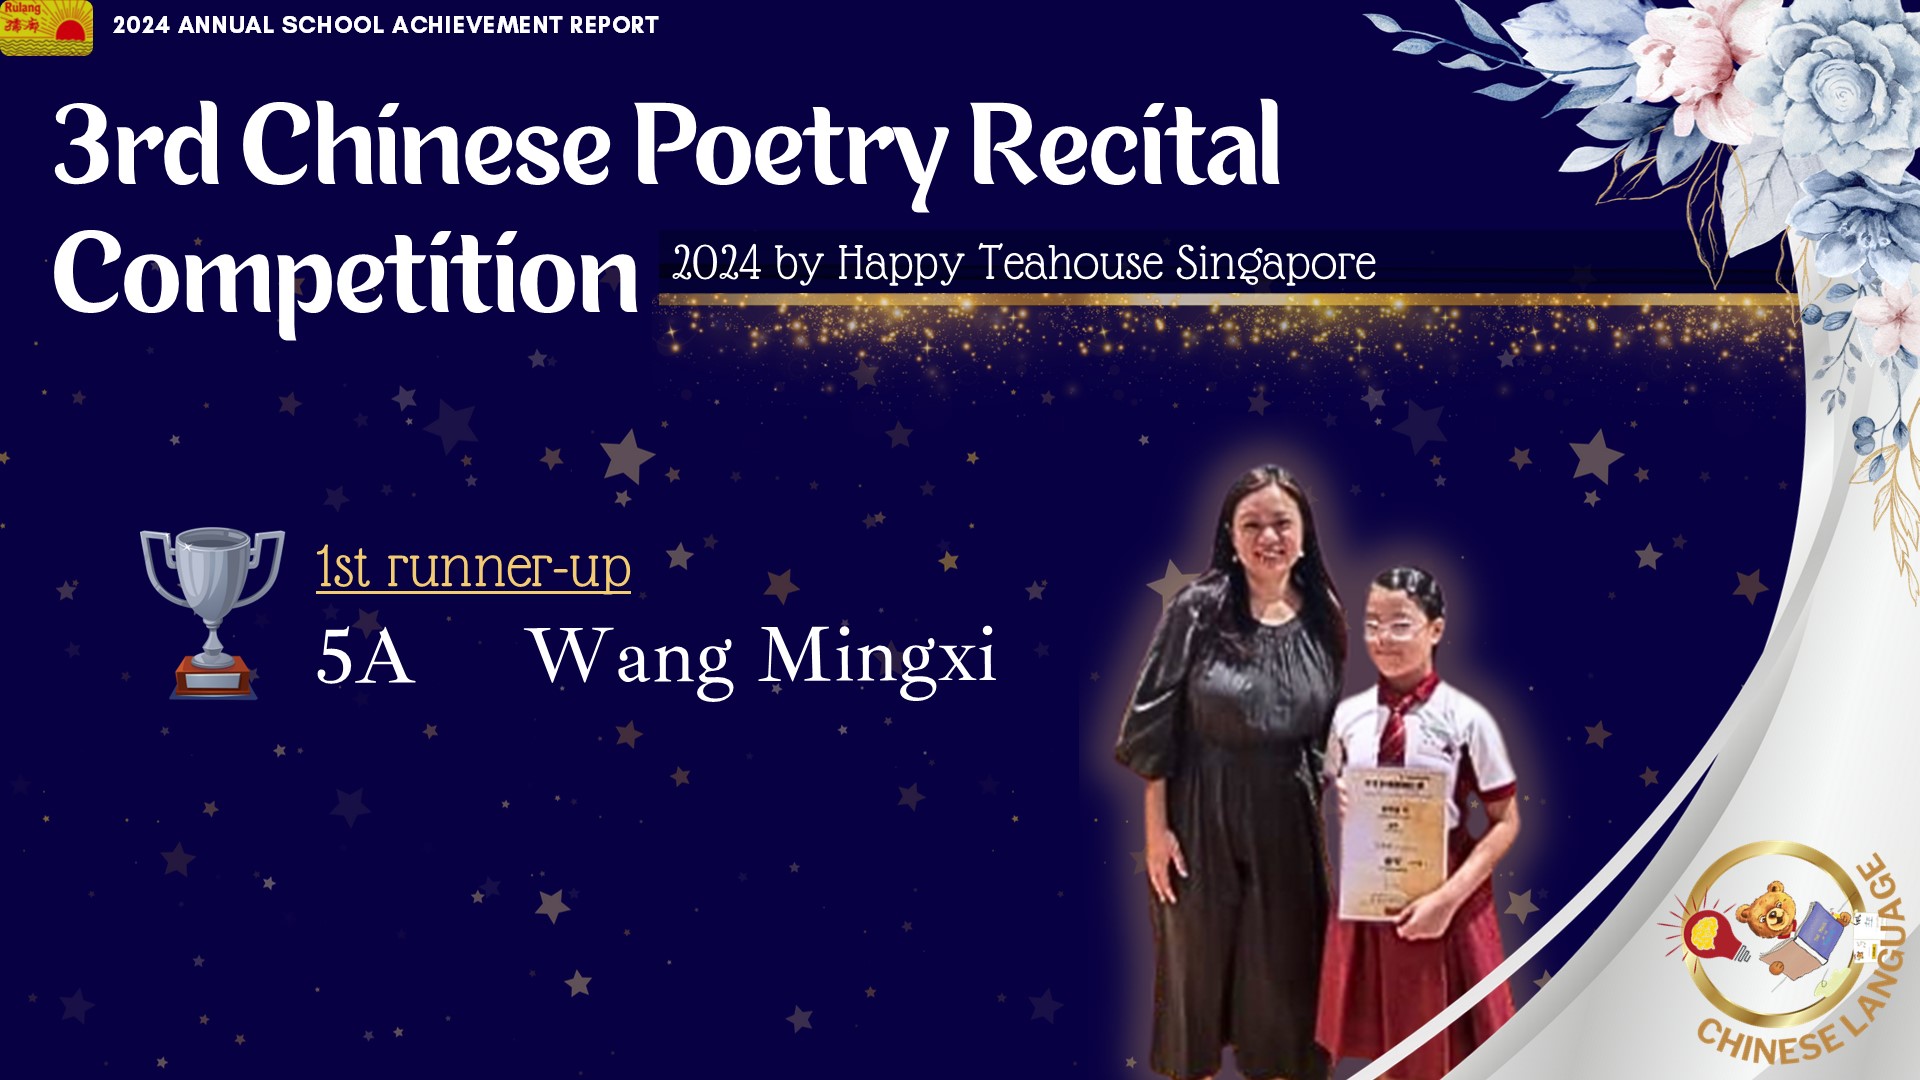 Rulang
2024 ANNUAL SCHOOL ACHIEVEMENT REPORT
3rd Chinese Poetry Recital
Competition
2024 by Happy Teahouse Singapore
1st runner-up
5A Wang Mingxi
CHINESE LANGUAGE